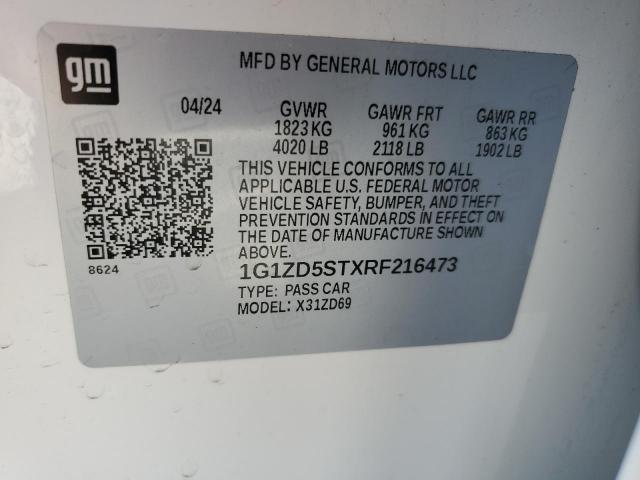 gm
MFD BY GENERAL MOTORS LLC
04/24 GVWR GAWR FRT GAWR RR
1823 KG 961 KG 863 KG
4020 LB 2118 LB 1902 LB
THIS VEHICLE CONFORMS TO ALL
APPLICABLE U.S. FEDERAL MOTOR
VEHICLE SAFETY, BUMPER, AND THEFT
PREVENTION STANDARDS IN EFFECT ON
THE DATE OF MANUFACTURE SHOWN
ABOVE.
8624
1G1ZD5STXRF216473
TYPE: PASS CAR
MODEL: X31ZD69